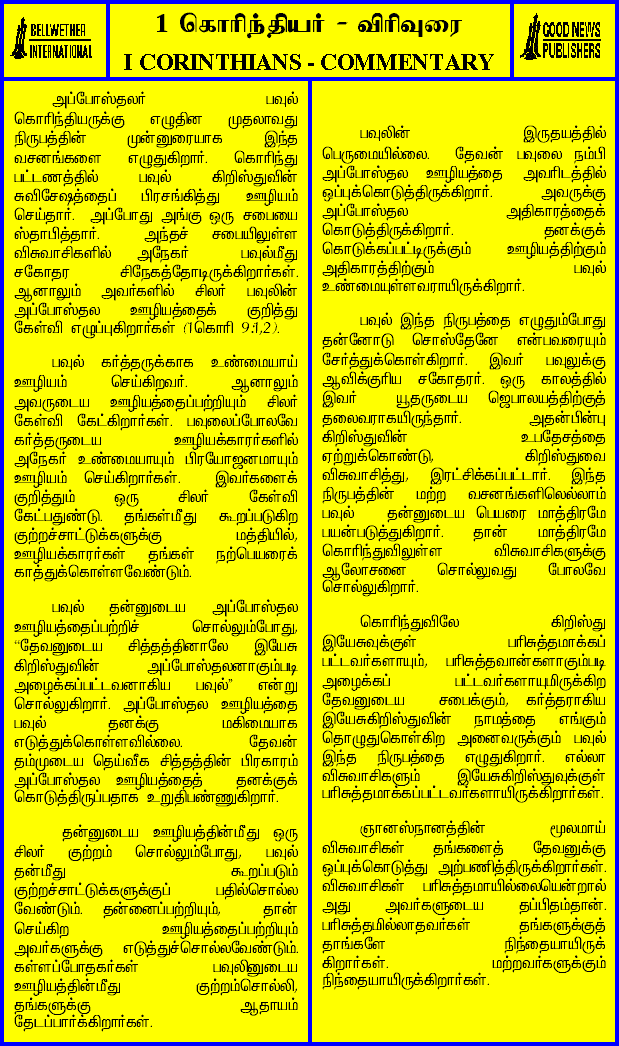 BELLWETHER
INTERNATIONAL
1 கொரிந்தியர் - விரிவுரை
I CORINTHIANS - COMMENTARY
GOOD NEWS
PUBLISHERS
அப்போஸ்தலர் பவுல்
கொரிந்தியருக்கு எழுதின முதலாவது
நிருபத்தின் முன்னுரையாக இந்த
வசனங்களை எழுதுகிறார். கொரிந்து
பட்டணத்தில் பவுல் கிறிஸ்துவின்
சுவிசேஷத்தைப் பிரசங்கித்து ஊழியம்
செய்தார். அப்போது அங்கு ஒரு சபையை
ஸ்தாபித்தார். அந்தச் சபையிலுள்ள
விசுவாசிகளில் அநேகர் பவுல்மீது
சகோதர சிநேகத்தோடிருக்கிறார்கள்.
ஆனாலும் அவர்களில் சிலர் பவுலின்
அப்போஸ்தல ஊழியத்தைக் குறித்து
கேள்வி எழுப்புகிறார்கள் (1கொரி 9:1,2).
பவுல் கர்த்தருக்காக உண்மையாய்
ஊழியம் செய்கிறவர். ஆனாலும்
அவருடைய ஊழியத்தைப்பற்றியும் சிலர்
கேள்வி கேட்கிறார்கள். பவுலைப்போலவே
கர்த்தருடைய ஊழியக்காரர்களில்
அநேகர் உண்மையாயும் பிரயோஜனமாயும்
ஊழியம் செய்கிறார்கள். இவர்களைக்
குறித்தும் ஒரு சிலர் கேள்வி
கேட்பதுண்டு. தங்கள்மீது கூறப்படுகிற
குற்றச்சாட்டுக்களுக்கு மத்தியில்,
ஊழியக்காரர்கள் தங்கள் நற்பெயரைக்
காத்துக்கொள்ளவேண்டும்.
பவுல் தன்னுடைய அப்போஸ்தல
ஊழியத்தைப்பற்றிச் சொல்லும்போது,
“தேவனுடைய சித்தத்தினாலே இயேசு
கிறிஸ்துவின் அப்போஸ்தலனாகும்படி
அழைக்கப்பட்டவனாகிய பவுல்” என்று
சொல்லுகிறார். அப்போஸ்தல ஊழியத்தை
பவுல் தனக்கு மகிமையாக
எடுத்துக்கொள்ளவில்லை. தேவன்
தம்முடைய தெய்வீக சித்தத்தின் பிரகாரம்
அப்போஸ்தல ஊழியத்தைத் தனக்குக்
கொடுத்திருப்பதாக உறுதிபண்ணுகிறார்.
தன்னுடைய ஊழியத்தின்மீது ஒரு
சிலர் குற்றம் சொல்லும்போது, பவுல்
தன்மீது கூறப்படும்
குற்றச்சாட்டுக்களுக்குப் பதில்சொல்ல
வேண்டும். தன்னைப்பற்றியும், தான்
செய்கிற ஊழியத்தைப்பற்றியும்
அவர்களுக்கு எடுத்துச்சொல்லவேண்டும்.
கள்ளப்போதகர்கள் பவுலினுடைய
ஊழியத்தின்மீது குற்றம்சொல்லி,
தங்களுக்கு ஆதாயம்
தேடப்பார்க்கிறார்கள்.
பவுலின் இருதயத்தில்
பெருமையில்லை. தேவன் பவுலை நம்பி
அப்போஸ்தல ஊழியத்தை அவரிடத்தில்
ஒப்புக்கொடுத்திருக்கிறார். அவருக்கு
அப்போஸ்தல அதிகாரத்தைக்
கொடுத்திருக்கிறார். தனக்குக்
கொடுக்கப்பட்டிருக்கும் ஊழியத்திற்கும்
அதிகாரத்திற்கும் பவுல்
உண்மையுள்ளவராயிருக்கிறார்.
பவுல் இந்த நிருபத்தை எழுதும்போது
தன்னோடு சொஸ்தேனே என்பவரையும்
சேர்த்துக்கொள்கிறார். இவர் பவுலுக்கு
ஆவிக்குரிய சகோதரர். ஒரு காலத்தில்
இவர் யூதருடைய ஜெபாலயத்திற்குத்
தலைவராகயிருந்தார். அதன்பின்பு
கிறிஸ்துவின் உபதேசத்தை
ஏற்றுக்கொண்டு, கிறிஸ்துவை
விசுவாசித்து, இரட்சிக்கப்பட்டார். இந்த
நிருபத்தின் மற்ற வசனங்களிலெல்லாம்
பவுல் தன்னுடைய பெயரை மாத்திரமே
பயன்படுத்துகிறார். தான் மாத்திரமே
கொரிந்துவிலுள்ள விசுவாசிகளுக்கு
ஆலோசனை சொல்லுவது போலவே
சொல்லுகிறார்.
கொரிந்துவிலே கிறிஸ்து
இயேசுவுக்குள் பரிசுத்தமாக்கப்
பட்டவர்களாயும், பரிசுத்தவான்களாகும்படி
அழைக்கப் பட்டவர்களாயுமிருக்கிற
தேவனுடைய சபைக்கும், கர்த்தராகிய
இயேசுகிறிஸ்துவின் நாமத்தை எங்கும்
தொழுதுகொள்கிற அனைவருக்கும் பவுல்
இந்த நிருபத்தை எழுதுகிறார். எல்லா
விசுவாசிகளும் இயேசுகிறிஸ்துவுக்குள்
பரிசுத்தமாக்கப்பட்டவர்களாயிருக்கிறார்கள்.
ஞானஸ்நானத்தின் மூலமாய்
விசுவாசிகள் தங்களைத் தேவனுக்கு
ஒப்புக்கொடுத்து அற்பணித்திருக்கிறார்கள்.
விசுவாசிகள் பரிசுத்தமாயில்லையென்றால்
அது அவர்களுடைய தப்பிதம்தான்.
பரிசுத்தமில்லாதவர்கள் தங்களுக்குத்
தாங்களே நிந்தையாயிருக்
கிறார்கள். மற்றவர்களுக்கும்
நிந்தையாயிருக்கிறார்கள்.